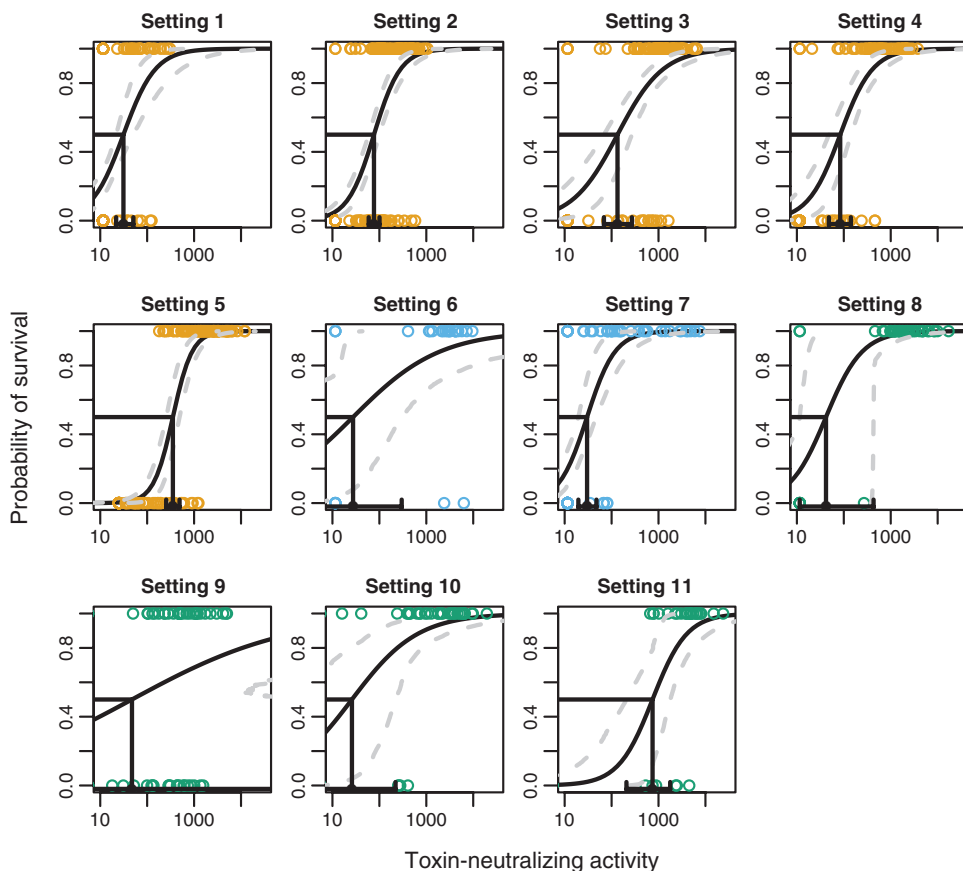 Setting 1 Setting 2 Setting 3 Setting 4
0.0 0.4 0.8 0.0 0.4 0.8 0.0 0.4 0.8 0.0 0.4 0.8
10 1000 10 1000 10 1000 10 1000
Setting 5 Setting 6 Setting 7 Setting 8
0.0 0.4 0.8 0.0 0.4 0.8 0.0 0.4 0.8 0.0 0.4 0.8
10 1000 10 1000 10 1000 10 1000
Probability of survival
Setting 9 Setting 10 Setting 11
0.0 0.4 0.8 0.0 0.4 0.8 0.0 0.4 0.8
10 1000 10 1000 10 1000
Toxin-neutralizing activity